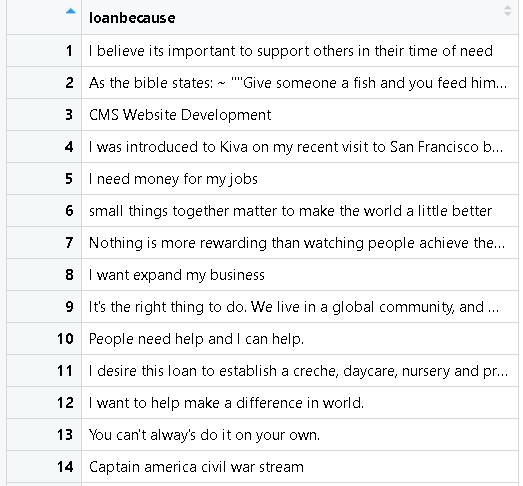 loanbecause
1 I believe its important to support others in their time of need
2 As the bible states: ~ ""Give someone a fish and you feed him...
3 CMS Website Development
4 I was introduced to Kiva on my recent visit to San Francisco b...
5 I need money for my jobs
6 small things together matter to make the world a little better
7 Nothing is more rewarding than watching people achieve the...
8 I want expand my business
9 It's the right thing to do. We live in a global community, and ...
10 People need help and I can help.
11 I desire this loan to establish a creche, daycare, nursery and pr...
12 I want to help make a difference in world.
13 You can't alway's do it on your own.
14 Captain america civil war stream